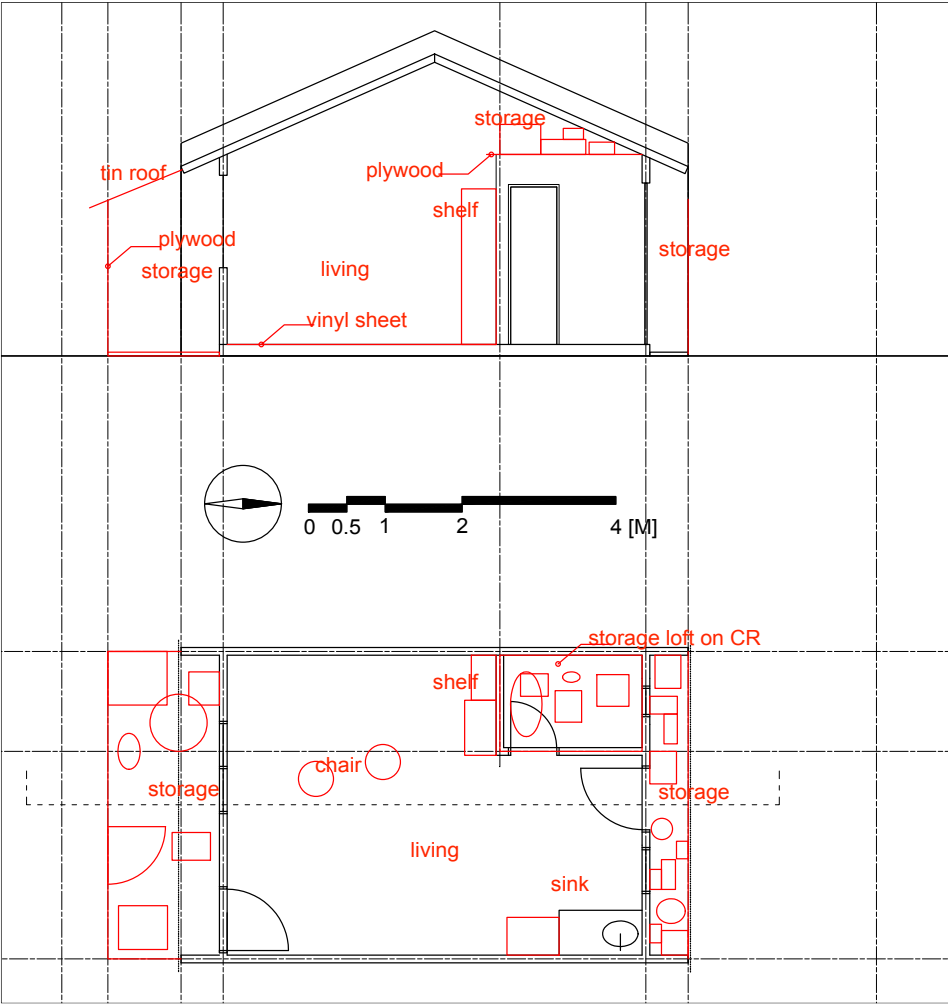 storage
tin roof
plywood
shelf
plywood
storage
storage
living
vinyl sheet
0 0.5 1 2 4 [M]
storage loft on CR
shelf
chair
storage
storage
living
sink